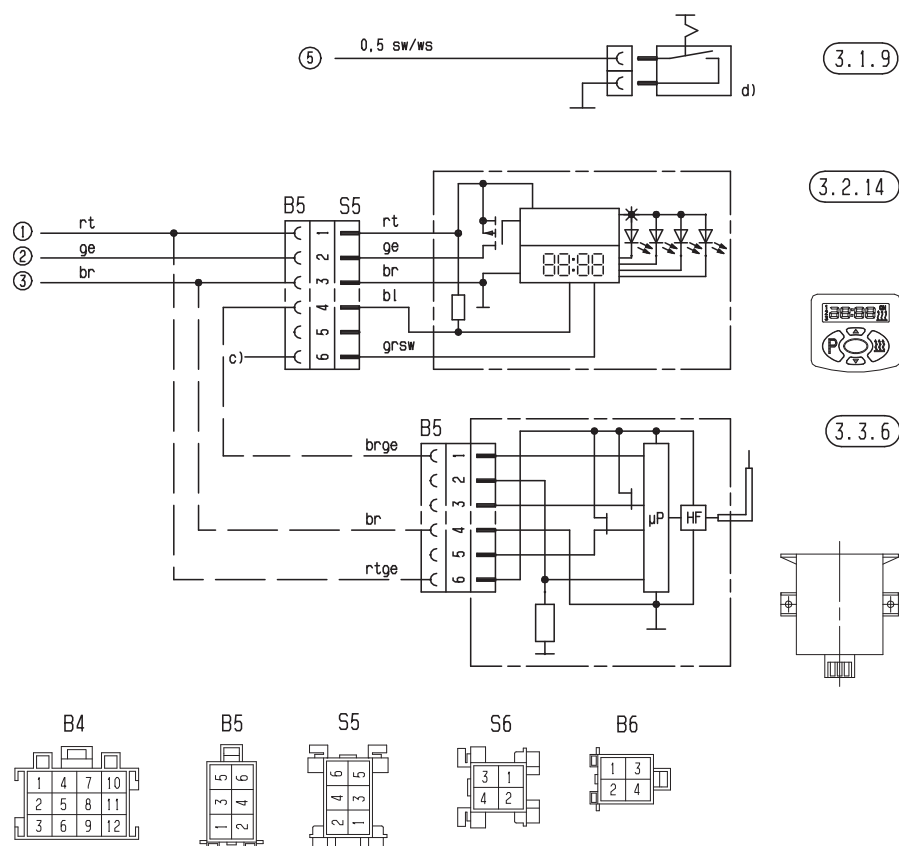 5 0,5 sw/ws d) 3.1.9
3.2.14
B5 S5
1 rt 1 rt
2 ge 2 ge
3 br 3 br
4 bl
5
c) 6 grsw
88:88
88:88
P
3.3.6
B5
brge 1
2
3
br 4
5
rtge 6
µP HF
B4 B5 S5 S6 B6
1 4 7 10
2 5 8 11
3 6 9 12
5 6
3 4
1 2
6 5
4 3
2 1
3 1
4 2
1 3
2 4